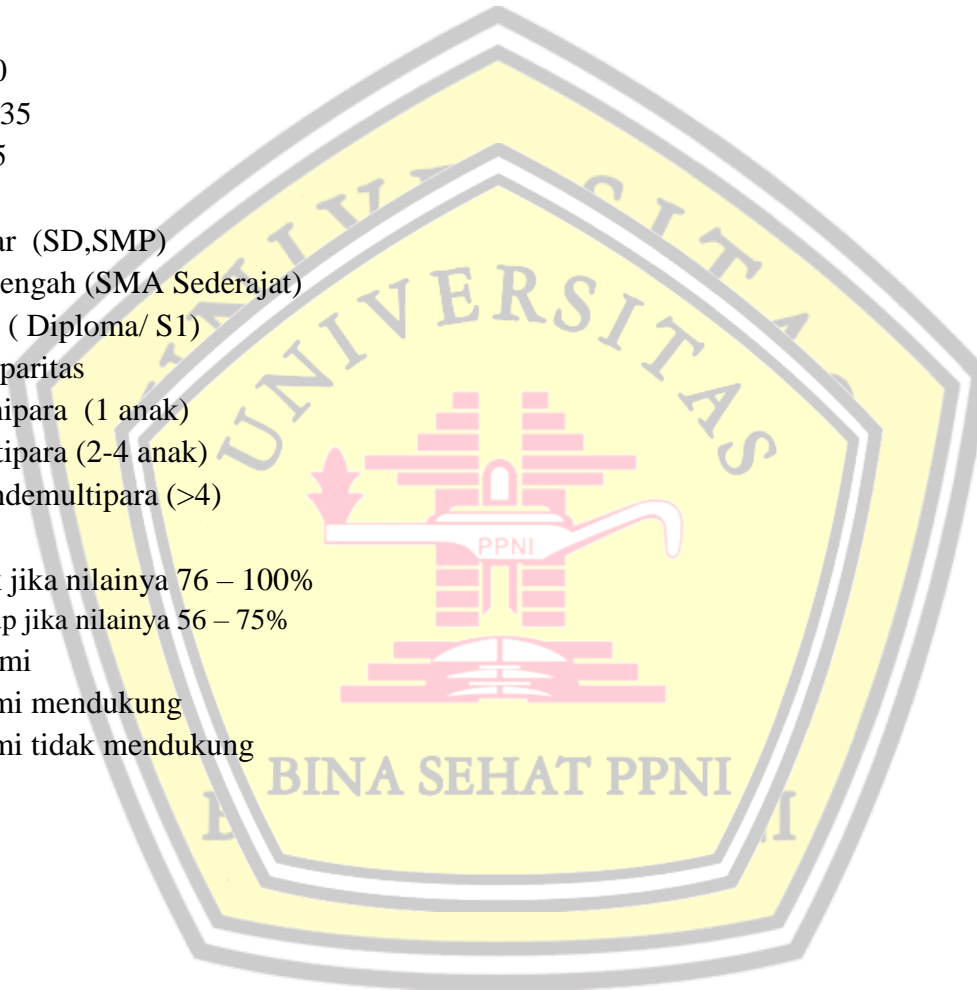 0
35
5
ar (SD,SMP)
engah (SMA Sederajat)
( Diploma/ S1)
paritas
nipara (1 anak)
tipara (2-4 anak)
ndemultipara (>4)
jika nilainya 76 – 100%
p jika nilainya 56 – 75%
mi
mi mendukung
mi tidak mendukung
UNIVERSITAS
PPNI
BINA SEHAT PPNI